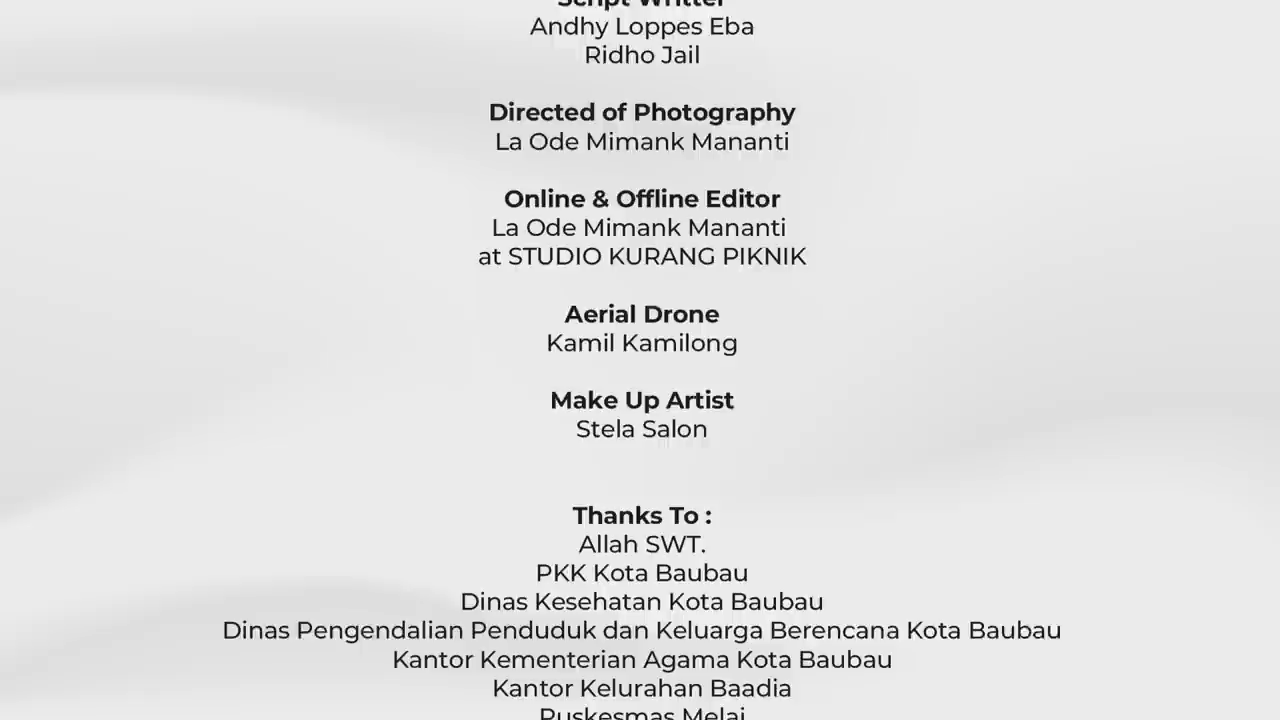 Script Writter
Andhy Loppes Eba
Ridho Jail
Directed of Photography
La Ode Mimank Mananti
Online & Offline Editor
La Ode Mimank Mananti
at STUDIO KURANG PIKNIK
Aerial Drone
Kamil Kamilong
Make Up Artist
Stela Salon
Thanks To :
Allah SWT.
PKK Kota Baubau
Dinas Kesehatan Kota Baubau
Dinas Pengendalian Penduduk dan Keluarga Berencana Kota Baubau
Kantor Kementerian Agama Kota Baubau
Kantor Kelurahan Baadia
Puskesmas Melai